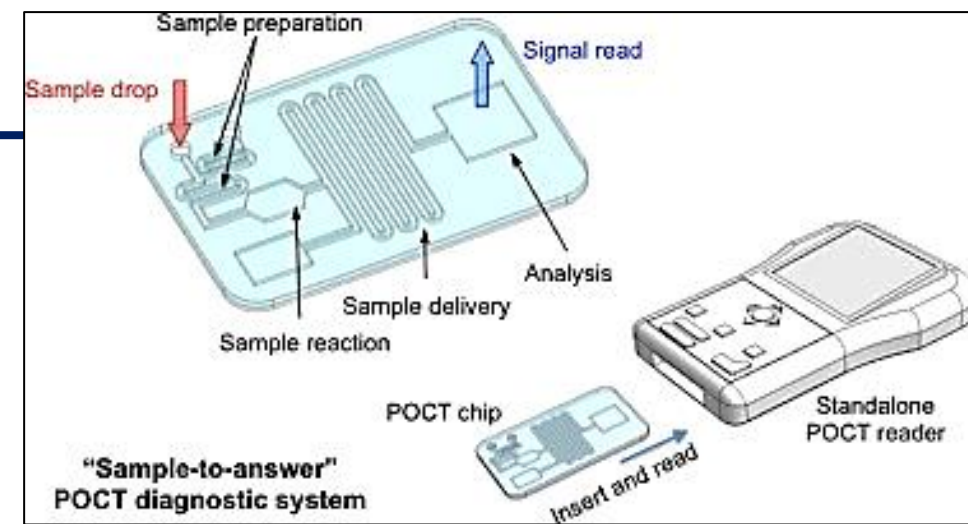 Sample preparation
Sample drop
Signal read
Analysis
Sample delivery
Sample reaction
POCT chip
Insert and read
Standalone
POCT reader
“Sample-to-answer”
POCT diagnostic system